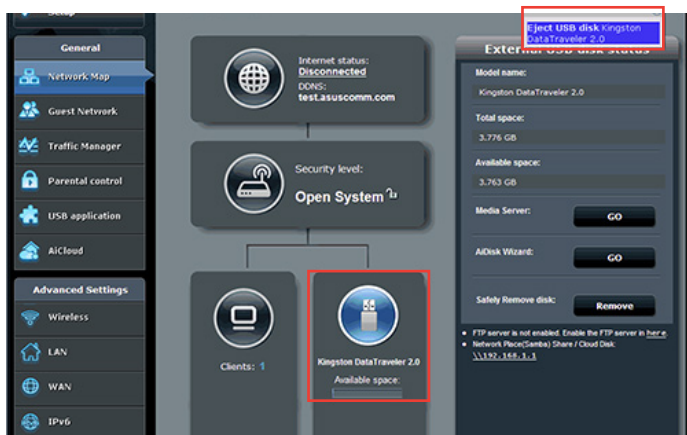 Setup
General
Network Map
Guest Network
Traffic Manager
Parental control
USB application
AiCloud
Advanced Settings
Wireless
LAN
WAN
IPv6
Internet status:
Disconnected
DDNS:
test.asuscomm.com
Security level:
Open System
Clients: 1
Kingston DataTraveler 2.0
Available space:
Eject USB disk Kingston
DataTraveler 2.0
External USB disk status
Model name:
Kingston DataTraveler 2.0
Total space:
3.776 GB
Available space:
3.763 GB
Media Server:
GO
AiDisk Wizard:
GO
Safely Remove disk:
Remove
FTP server is not enabled. Enable the FTP server in here.
Network Place(Samba) Share / Cloud Disk:
\\192.168.1.1